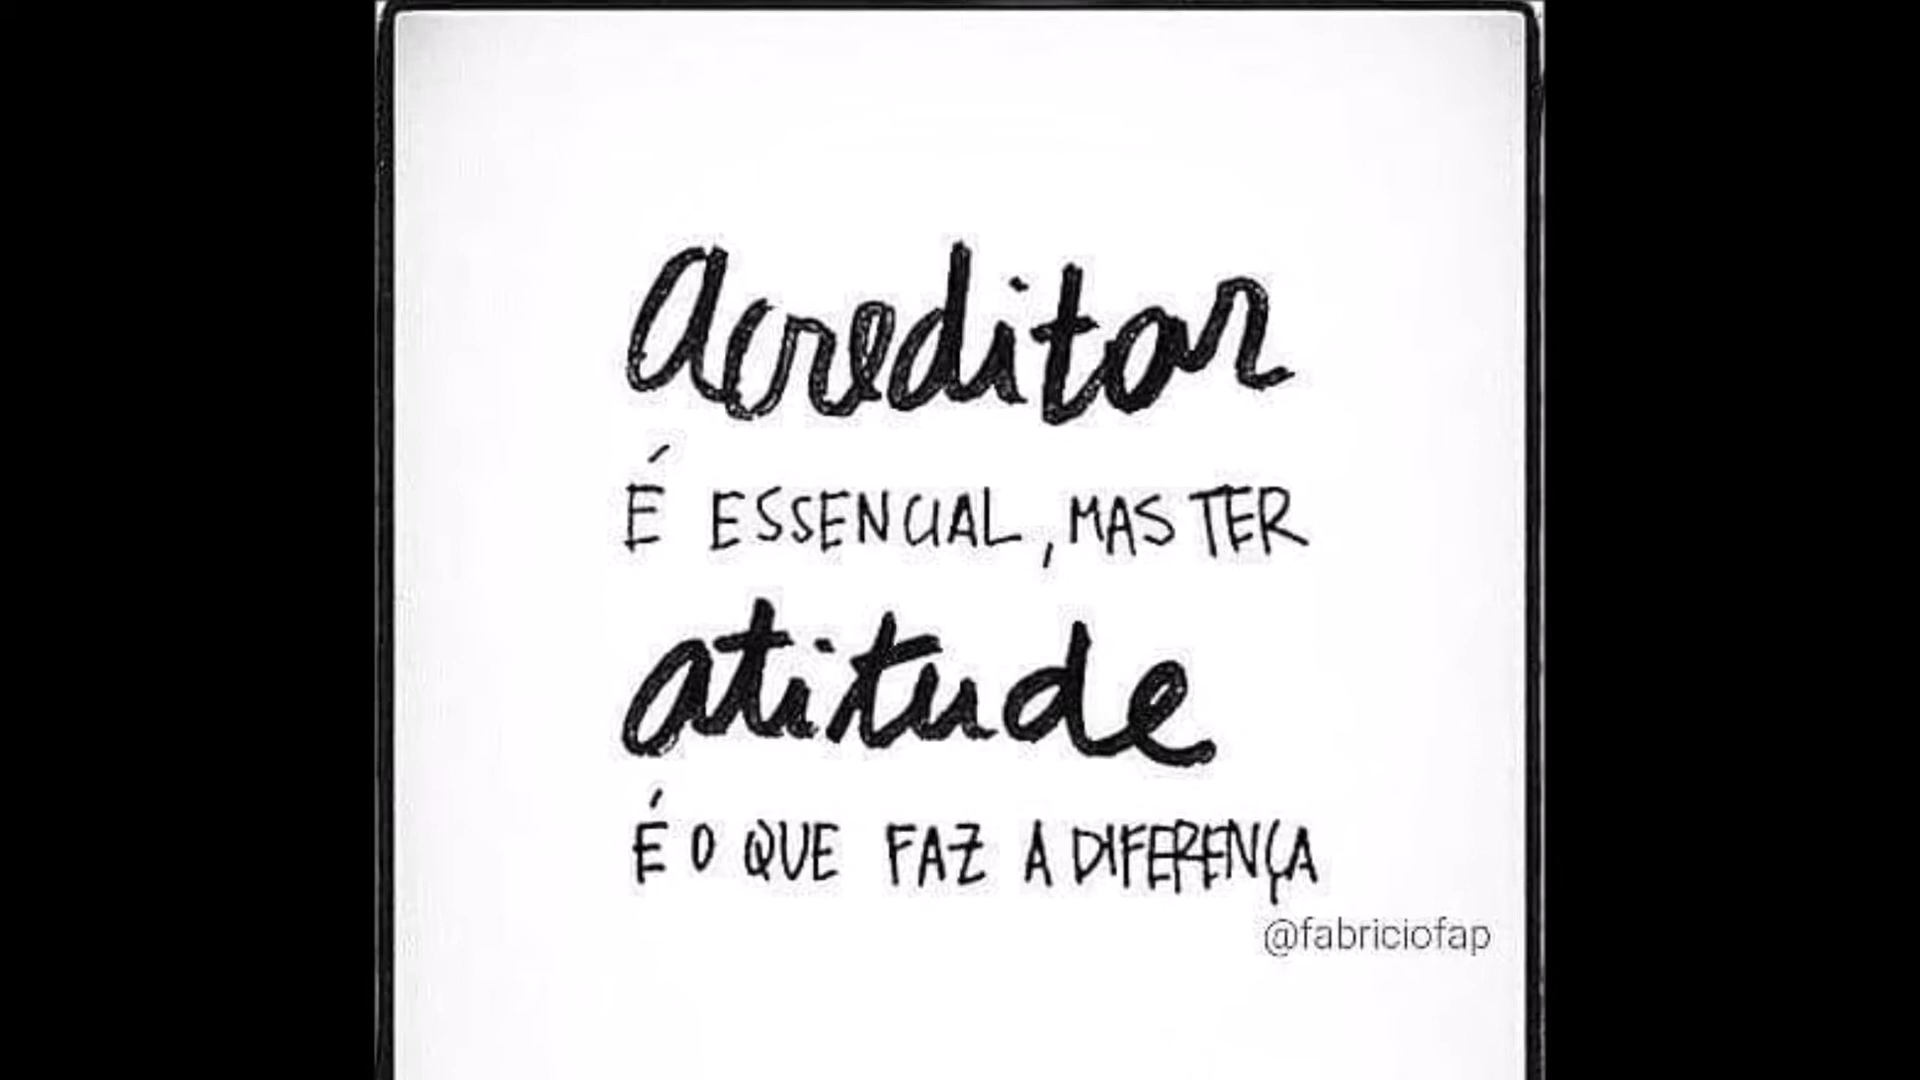 Acreditar
É ESSENCIAL, MAS TER
atitude
É O QUE FAZ A DIFERENÇA
@fabriciofap